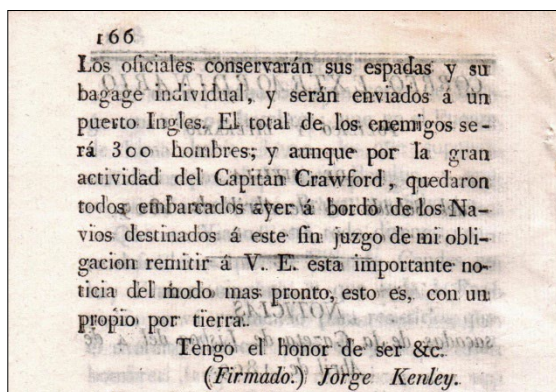 166
Los oficiales conservarán sus espadas y su
bagage individual, y serán enviados á un
puerto Ingles. El total de los enemigos se-
rá 300 hombres; y aunque por la gran
actividad del Capitan Crawford, quedaron
todos embarcados ayer á bordo de los Na-
vios destinados á este fin juzgo de mi obli-
gacion remitir á V. E. esta importante no-
ticia del modo mas pronto, esto es, con un
propio por tierra.
Tengo el honor de ser &c.
(Firmado.) Jorge Kenley.